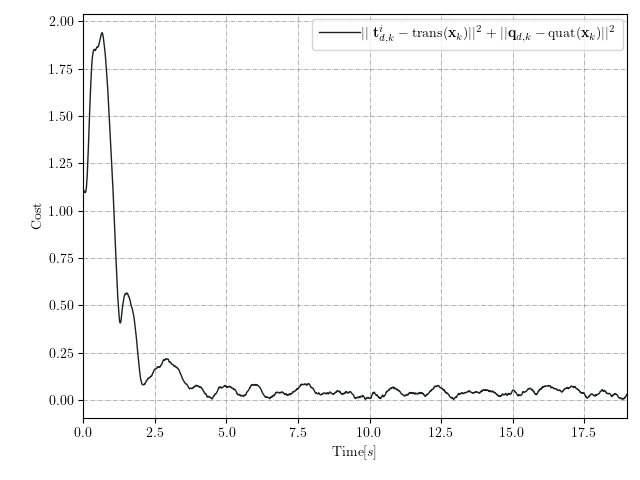 2.00
1.75
1.50
1.25
1.00
0.75
0.50
0.25
0.00
Cost
|| t^i_{d,k} − trans(x_k)||^2 + ||q_{d,k} − quat(x_k)||^2
0.0 2.5 5.0 7.5 10.0 12.5 15.0 17.5
Time[s]